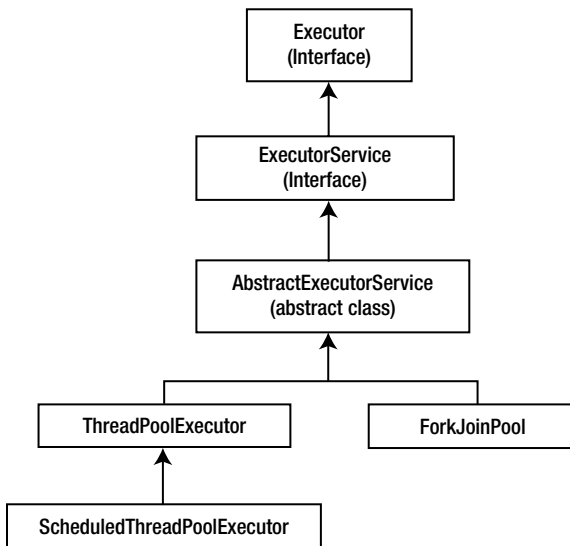 Executor
(Interface)
ExecutorService
(Interface)
AbstractExecutorService
(abstract class)
ThreadPoolExecutor
ForkJoinPool
ScheduledThreadPoolExecutor